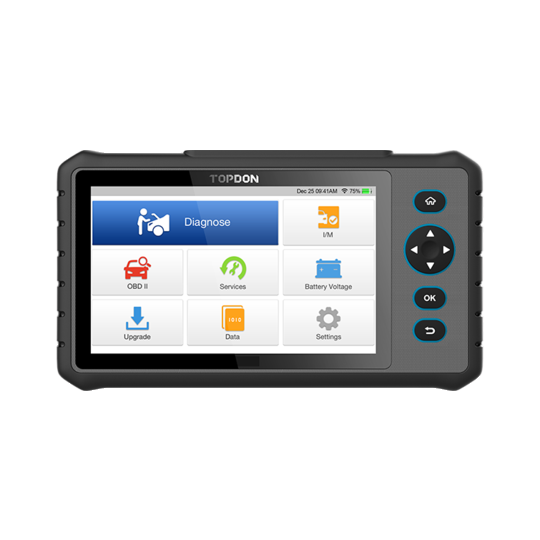 TOPDON
Dec 25 09:41AM 75%
Diagnose
I/M
OBD II
Services
Battery Voltage
Upgrade
Data
Settings
OK